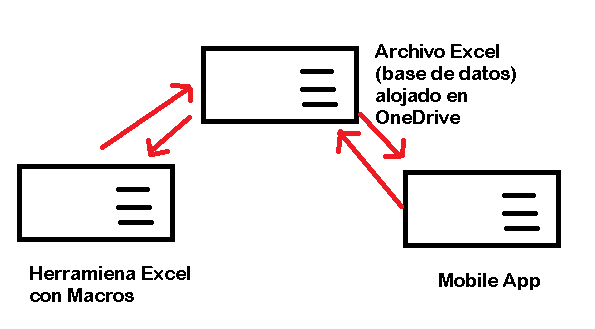 Archivo Excel
(base de datos)
alojado en
OneDrive
Herramiena Excel
con Macros
Mobile App